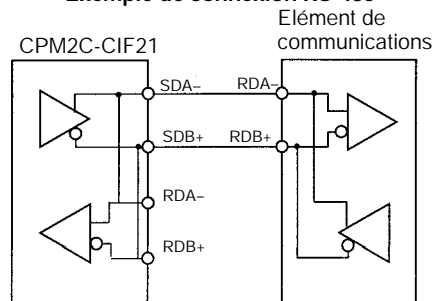 Exemple de connexion RS-485
Elément de
communications
CPM2C-CIF21
SDA– RDA–
SDB+ RDB+
RDA–
RDB+